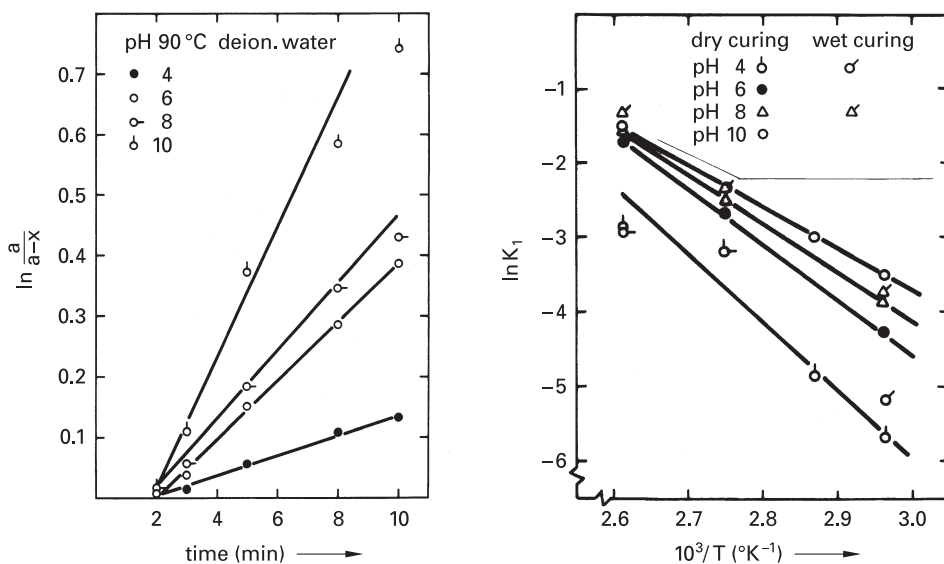 pH 90 °C deion. water
4
6
8
10
0.7
0.6
0.5
0.4
0.3
0.2
0.1
ln a/a–x
2 4 6 8 10
time (min)
dry curing wet curing
pH 4
pH 6
pH 8
pH 10
–1
–2
–3
–4
–5
–6
ln K₁
2.6 2.7 2.8 2.9 3.0
10³/T (°K⁻¹)